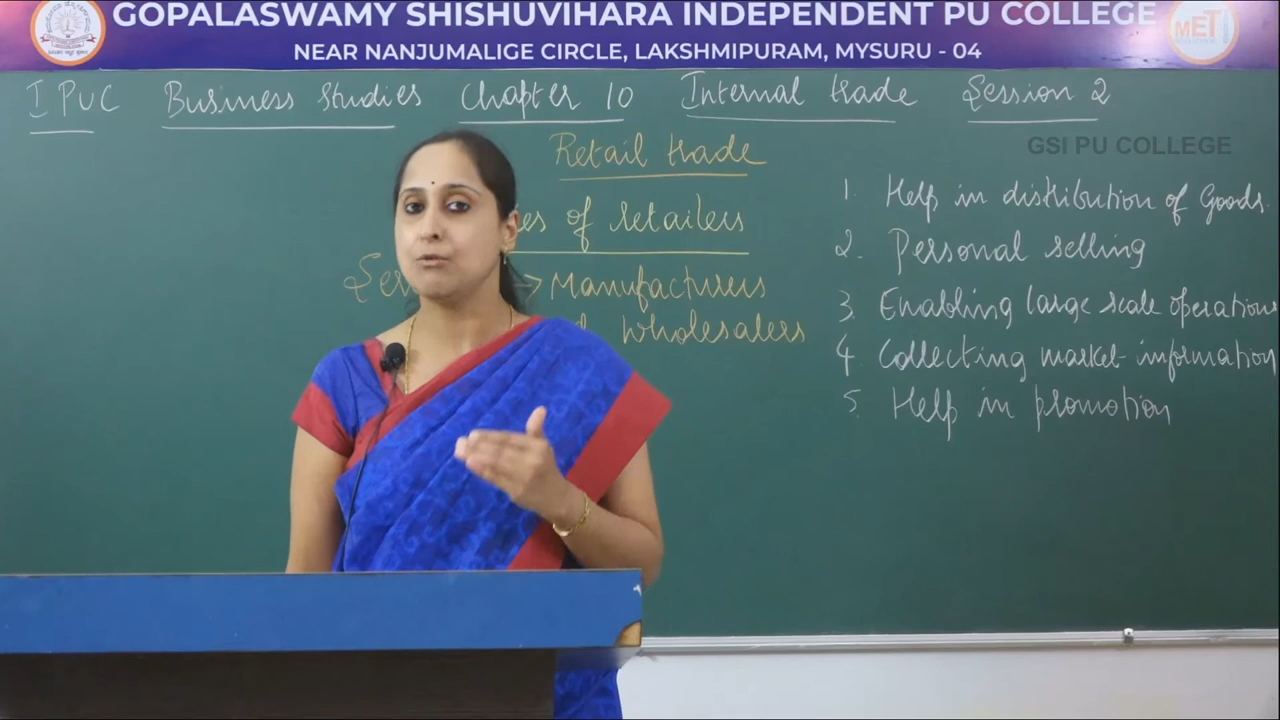 GOPALASWAMY SHISHUVIHARA INDEPENDENT PU COLLEGE
MET
NEAR NANJUMALIGE CIRCLE, LAKSHMIPURAM, MYSURU - 04
I PUC Business Studies Chapter 10 Internal trade Session 2
GSI PU COLLEGE
Retail trade
of retailers
→ Manufacturers
wholesalers
1 Help in distribution of Goods.
2. Personal selling
3 Enabling large scale operations
4 Collecting market information
5. Help in promotion